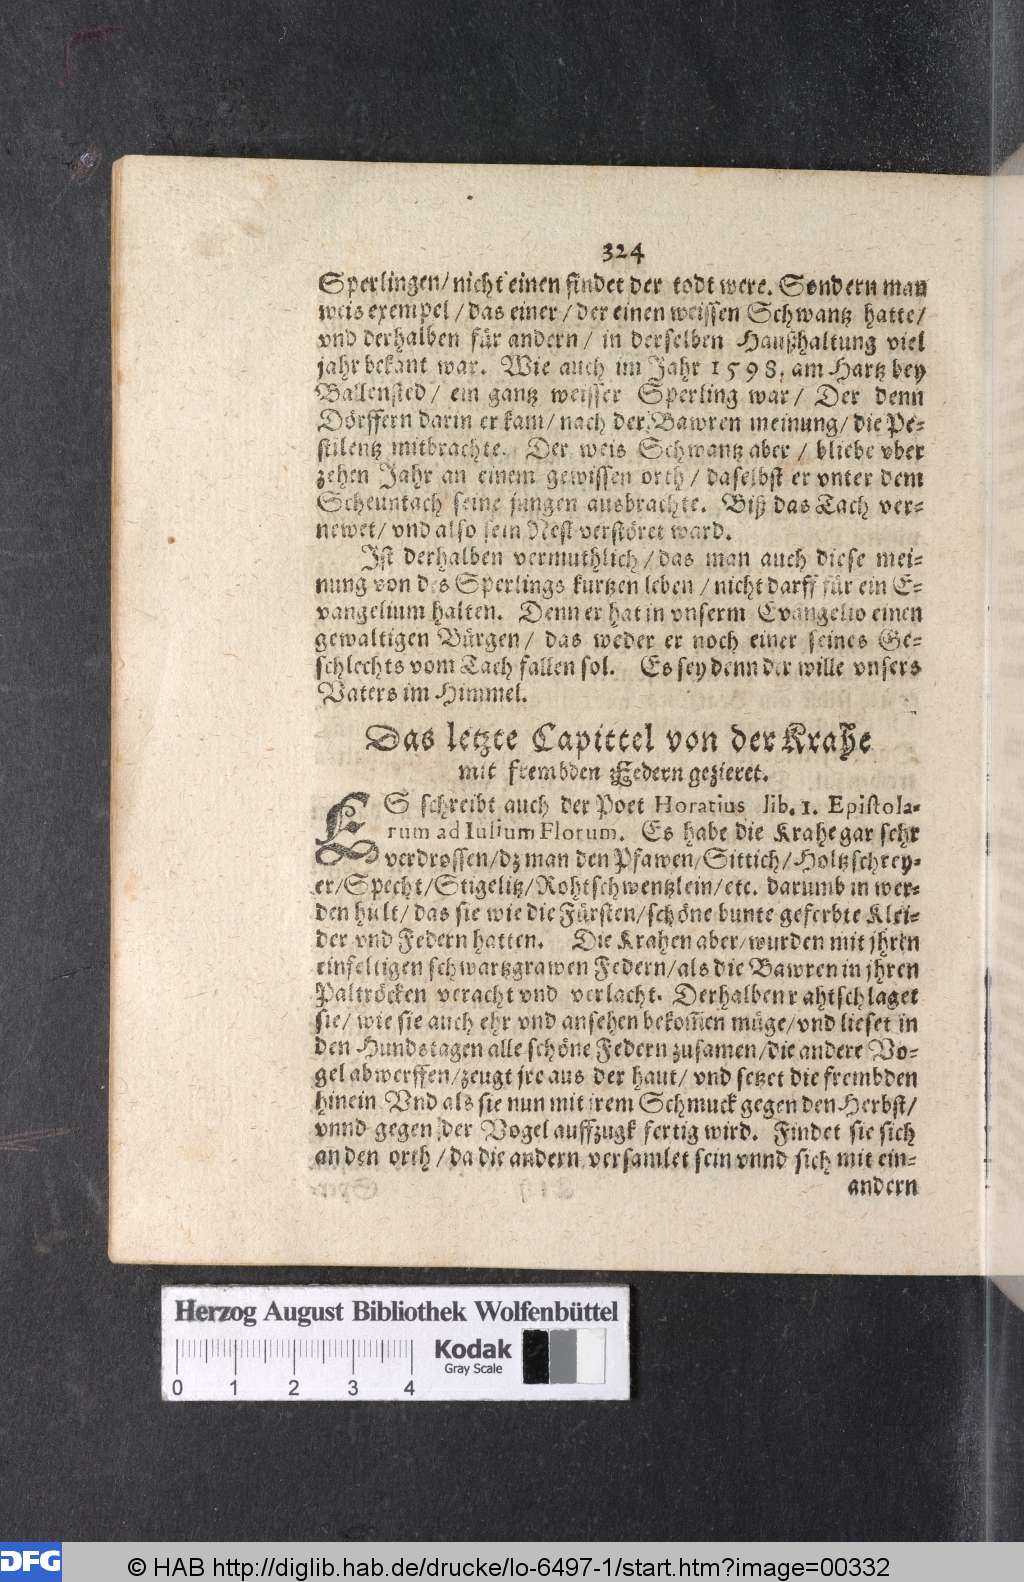 324
Sperlingen/ nicht einen findet der todt were. Sondern man
weis exempel / das einer / der einen weissen Schwantz hatte/
vnd derhalben für andern / in derselben Haußhaltung viel
jahr bekant war. Wie auch im Jahr 1598. am Hartz bey
Ballensted / ein gantz weisser Sperling war / Der denn
Dörffern darin er kam / nach der Bawren meinung / die Pe-
stilentz mitbrachte. Der weis Schwantz aber / bliebe vber
zehen Jahr an einem gewissen orth / daselbst er vnter dem
Scheuntach seine jungen ausbrachte. Biß das Tach ver-
newet / vnd also sein Nest verstöret ward.
Ist derhalben vermuthlich / das man auch diese mei-
nung von des Sperlings kurtzen leben / nicht darff für ein E-
vangelium halten. Denn er hat in vnserm Evangelio einen
gewaltigen Bürgen / das weder er noch einer seines Ge-
schlechts vom Tach fallen sol. Es sey denn der wille vnsers
Vaters im Himmel.
Das letzte Capittel von der Krahe
mit frembden Federn gezieret.
ES schreibt auch der Poet Horatius lib. 1. Epistola-
rum ad Iulium Florum. Es habe die Krahe gar sehr
verdrossen/ dz man den Pfawen/ Sittich/ Holtzschrey-
er/ Specht/ Stigelitz/ Rohtschwentzlein/ etc. darumb in wer-
den hielt/ das sie wie die Fürsten/ schöne bunte geferbte Klei-
der vnd Federn hatten. Die Krahen aber/ wurden mit jhren
einfeltigen schwartzgrawen Federn/ als die Bawren in jhren
Paltröcken veracht vnd verlacht. Derhalben rahtschlaget
sie/ wie sie auch ehr vnd ansehen bekom̃en müge/ vnd lieset in
den Hundstagen alle schöne Federn zusamen/ die andere Vo-
gel abwerffen/ zeugt jre aus der haut/ vnd setzet die frembden
hinein Vnd als sie nun mit jrem Schmuck gegen den Herbst/
vnnd gegen der Vogel auffzugk fertig wird. Findet sie sich
an den orth / da die andern versamlet sein vnnd sich mit ein-
andern
Herzog August Bibliothek Wolfenbüttel
Kodak
Gray Scale
0 1 2 3 4
DFG © HAB http://diglib.hab.de/drucke/lo-6497-1/start.htm?image=00332